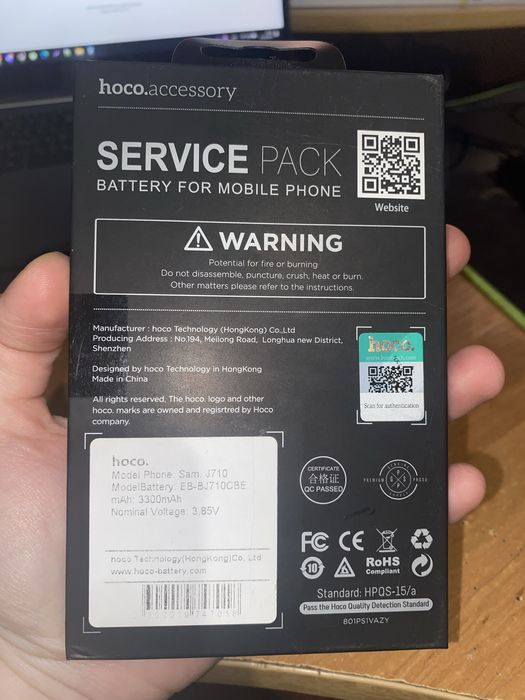 hoco.accessory
SERVICE PACK
BATTERY FOR MOBILE PHONE
Website
WARNING
Potential for fire or burning
Do not disassemble, puncture, crush, heat or burn.
Other matters please refer to the instructions.
Manufacturer : hoco Technology (HongKong) Co.,Ltd
Producing Address : No.194, Meilong Road, Longhua new District,
Shenzhen
Designed by hoco Technology in HongKong
Made in China
All rights reserved. The hoco. logo and other
hoco. marks are owned and regisrtred by Hoco
company.
hoco.
Scan for authentication
hoco.
Model Phone: Sam. J710
ModelBattery: EB-BJ710CBE
mAh: 3300mAh
Nominal Voltage: 3,85V
hoco Technology(HongKong)Co, Ltd
www.hoco-battery.com
CERTIFICATE
合格证
QC PASSED
PREMIUM
GENUINE
PROOF
FC CE
10
RoHS
Compliant
Standard: HPQS-15/a
Pass the Hoco Quality Detection Standard
801PS1VAZY